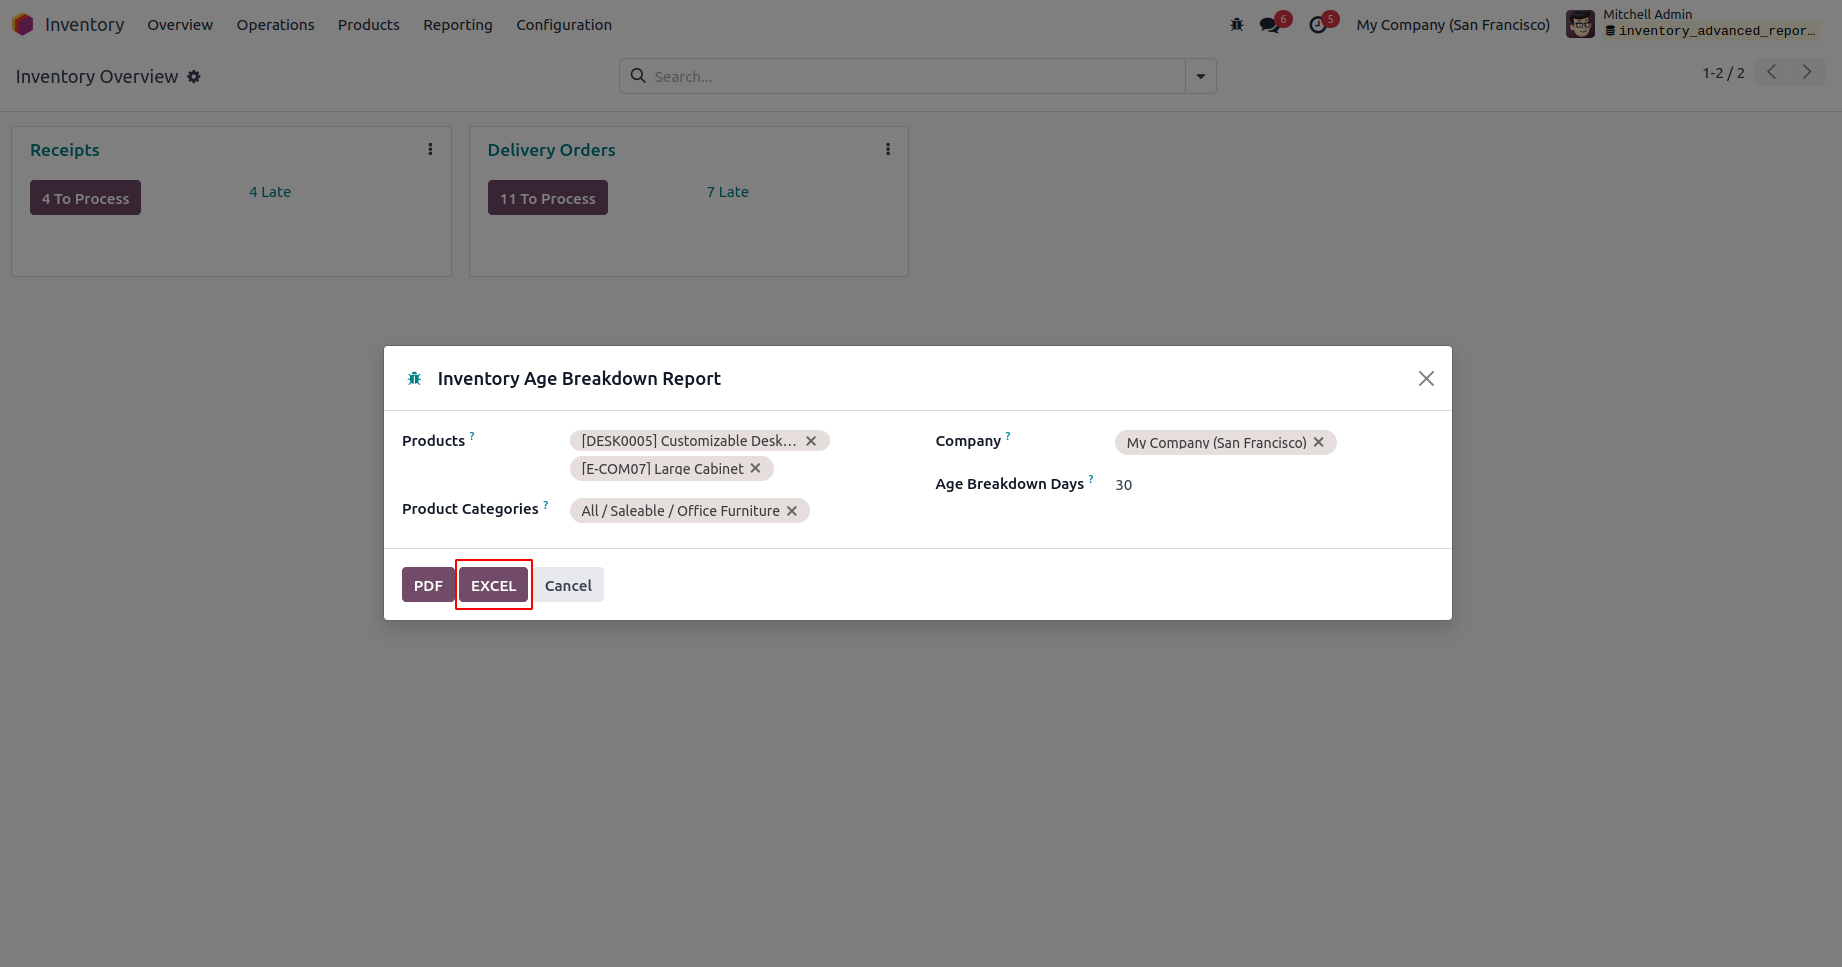 Inventory Overview Operations Products Reporting Configuration 6 5 My Company (San Francisco) Mitchell Admin
inventory_advanced_repor...
Inventory Overview Search... 1-2 / 2
Receipts Delivery Orders
4 To Process 4 Late 11 To Process 7 Late
Inventory Age Breakdown Report
Products ? [DESK0005] Customizable Desk... Company ? My Company (San Francisco)
[E-COM07] Large Cabinet
Age Breakdown Days ? 30
Product Categories ? All / Saleable / Office Furniture
PDF EXCEL Cancel